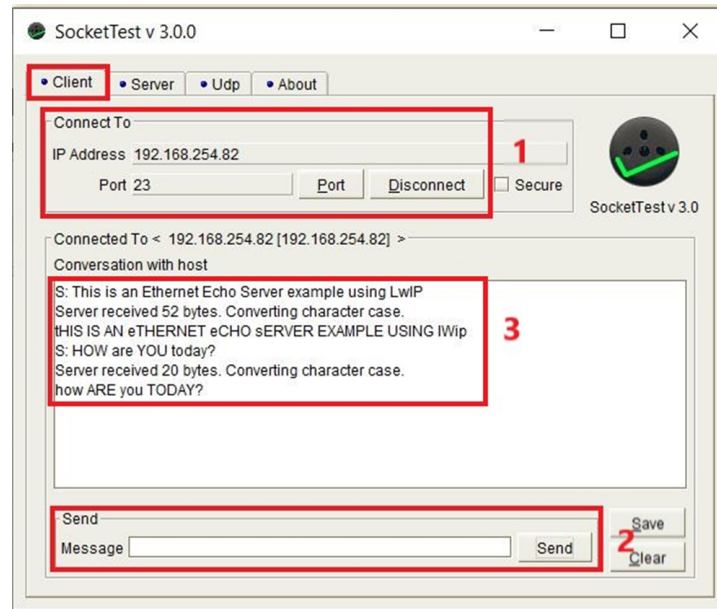 SocketTest v 3.0.0
Client Server Udp About
Connect To
IP Address 192.168.254.82
1
Port 23 Port Disconnect Secure
SocketTest v 3.0
Connected To < 192.168.254.82 [192.168.254.82] >
Conversation with host
S: This is an Ethernet Echo Server example using LwIP
Server received 52 bytes. Converting character case.
tHIS IS AN eTHERNET eCHO sERVER EXAMPLE USING lWip
3
S: HOW are YOU today?
Server received 20 bytes. Converting character case.
how ARE you TODAY?
Send
Message Send
2
Save
Clear